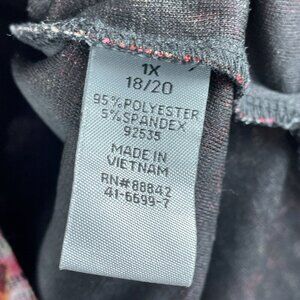 1X
18/20
95%POLYESTER
5%SPANDEX
92535
MADE IN
VIETNAM
RN#88842
41-6699-7